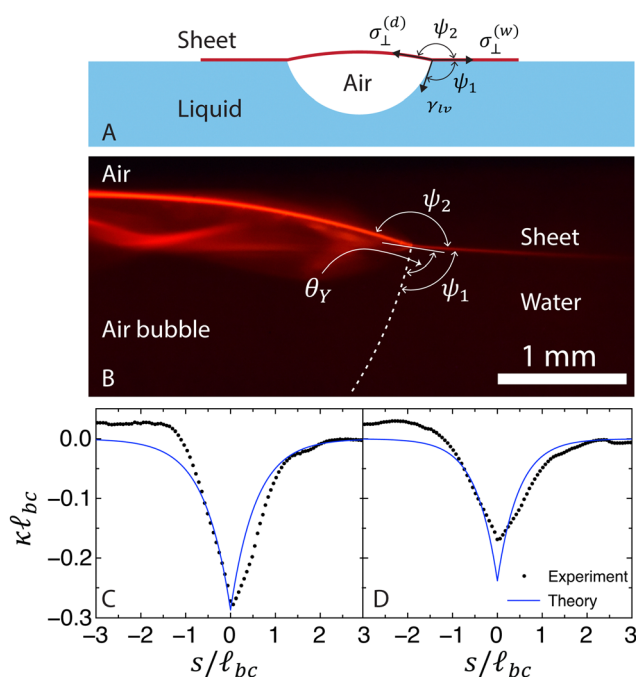 Sheet
σ⊥^(d)
ψ₂
σ⊥^(w)
Air
ψ₁
Liquid
γlv
A
Air
ψ₂
Sheet
θY
ψ₁
Water
Air bubble
1 mm
B
κℓbc
0.0
−0.1
−0.2
−0.3
C
D
Experiment
Theory
−3 −2 −1 0 1 2 3 −2 −1 0 1 2 3
s/ℓbc s/ℓbc